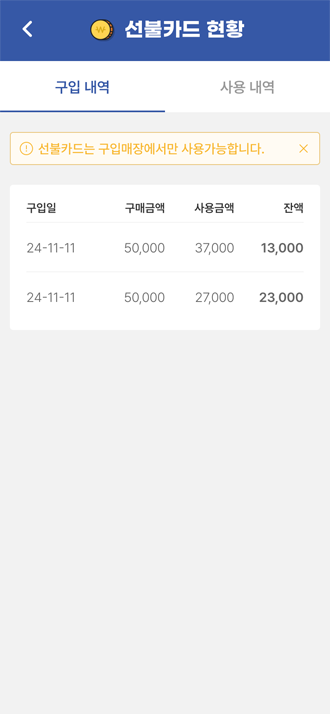 선불카드 현황
구입 내역 사용 내역
선불카드는 구입매장에서만 사용가능합니다.
구입일 구매금액 사용금액 잔액
24-11-11 50,000 37,000 13,000
24-11-11 50,000 27,000 23,000